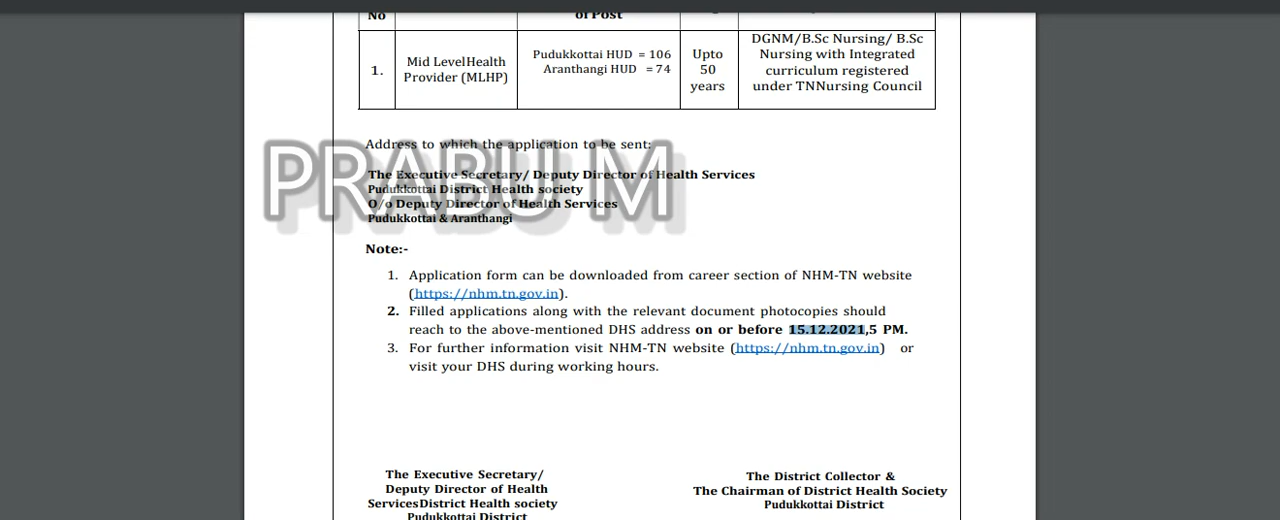 No
of Post
1.
Mid LevelHealth
Provider (MLHP)
Pudukkottai HUD = 106
Aranthangi HUD = 74
Upto
50
years
DGNM/B.Sc Nursing/ B.Sc
Nursing with Integrated
curriculum registered
under TNNursing Council
Address to which the application to be sent:
PRABU M
The Executive Secretary/ Deputy Director of Health Services
Pudukkottai District Health society
O/o Deputy Director of Health Services
Pudukkottai & Aranthangi
Note:-
1. Application form can be downloaded from career section of NHM-TN website
(https://nhm.tn.gov.in).
2. Filled applications along with the relevant document photocopies should
reach to the above-mentioned DHS address on or before 15.12.2021,5 PM.
3. For further information visit NHM-TN website (https://nhm.tn.gov.in) or
visit your DHS during working hours.
The Executive Secretary/
Deputy Director of Health
ServicesDistrict Health society
Pudukkottai District
The District Collector &
The Chairman of District Health Society
Pudukkottai District